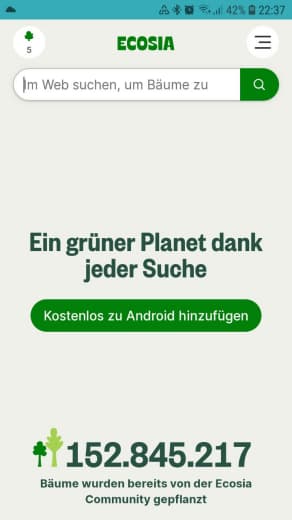 42% 22:37
5
ECOSIA
Im Web suchen, um Bäume zu
Ein grüner Planet dank
jeder Suche
Kostenlos zu Android hinzufügen
152.845.217
Bäume wurden bereits von der Ecosia
Community gepflanzt